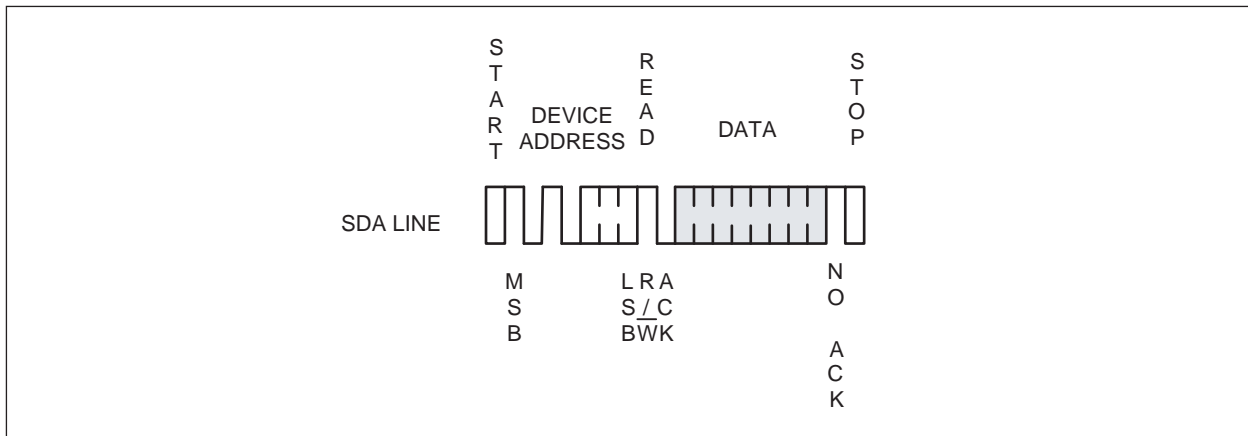 START
DEVICE
ADDRESS
READ
DATA
STOP
SDA LINE
MSB
LSB
R/W
ACK
NO ACK